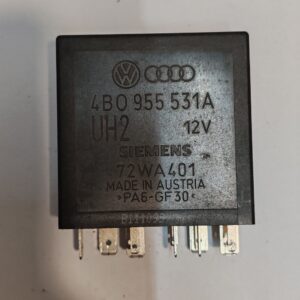 4B0 955 531A
UH2 12V
SIEMENS
72WA401
MADE IN AUSTRIA
>PA6-GF30<